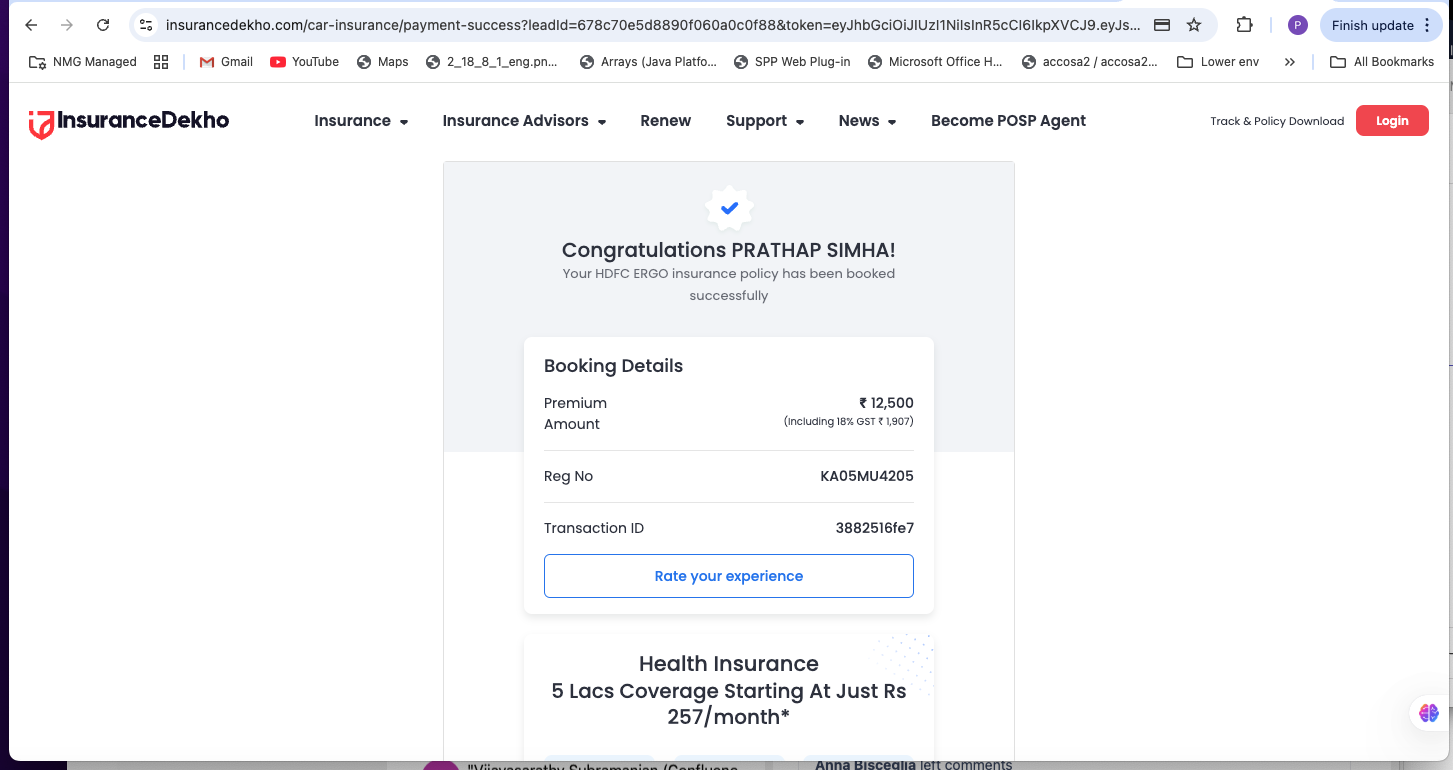 insurancedekho.com/car-insurance/payment-success?leadId=678c70e5d8890f060a0c0f88&token=eyJhbGciOiJIUzI1NiIsInR5cCI6IkpXVCJ9.eyJs...
P
Finish update
NMG Managed
Gmail
YouTube
Maps
2_18_8_1_eng.pn...
Arrays (Java Platfo...
SPP Web Plug-in
Microsoft Office H...
accosa2 / accosa2...
Lower env
»
All Bookmarks
InsuranceDekho
Insurance
Insurance Advisors
Renew
Support
News
Become POSP Agent
Track & Policy Download
Login
Congratulations PRATHAP SIMHA!
Your HDFC ERGO insurance policy has been booked
successfully
Booking Details
Premium
Amount
₹ 12,500
(Including 18% GST ₹ 1,907)
Reg No
KA05MU4205
Transaction ID
3882516fe7
Rate your experience
Health Insurance
5 Lacs Coverage Starting At Just Rs
257/month*
Anna Bisceglia left comments